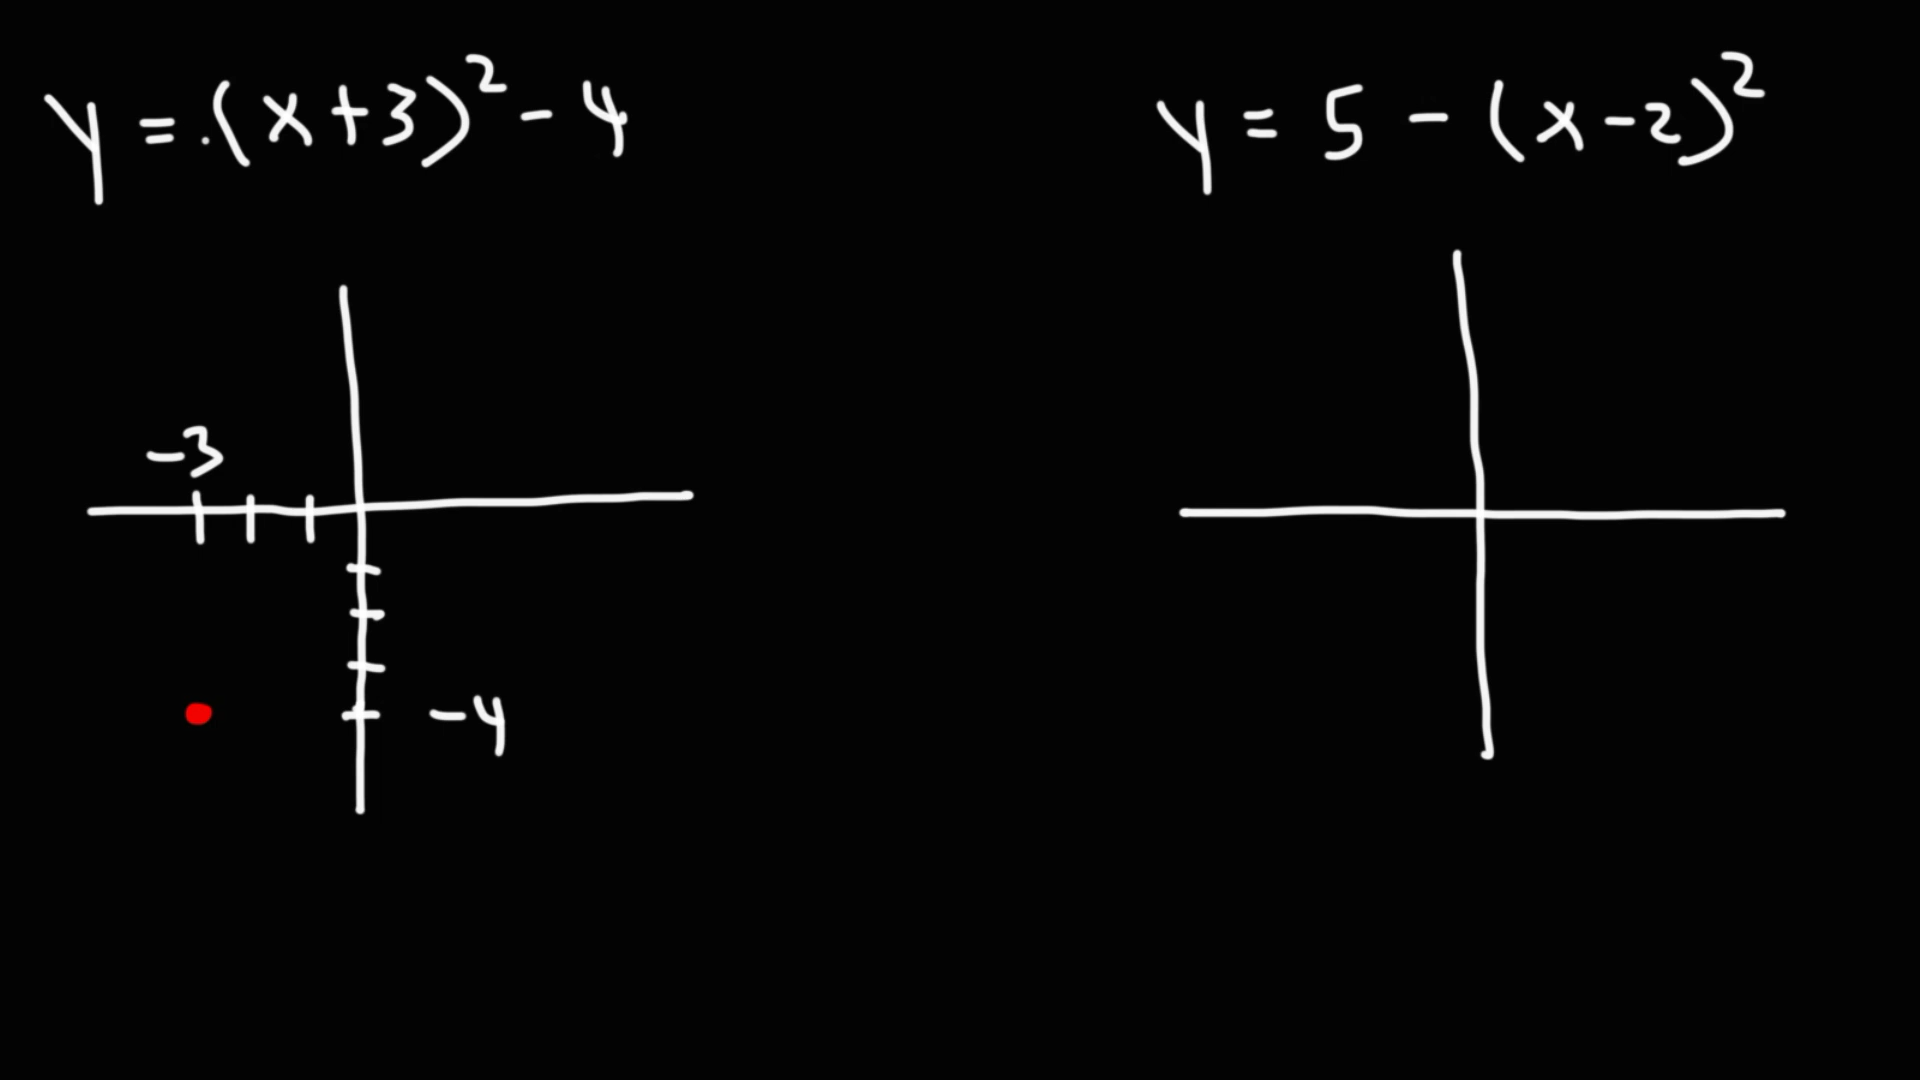 y = (x+3)² - 4
y = 5 - (x-2)²
-3
-4